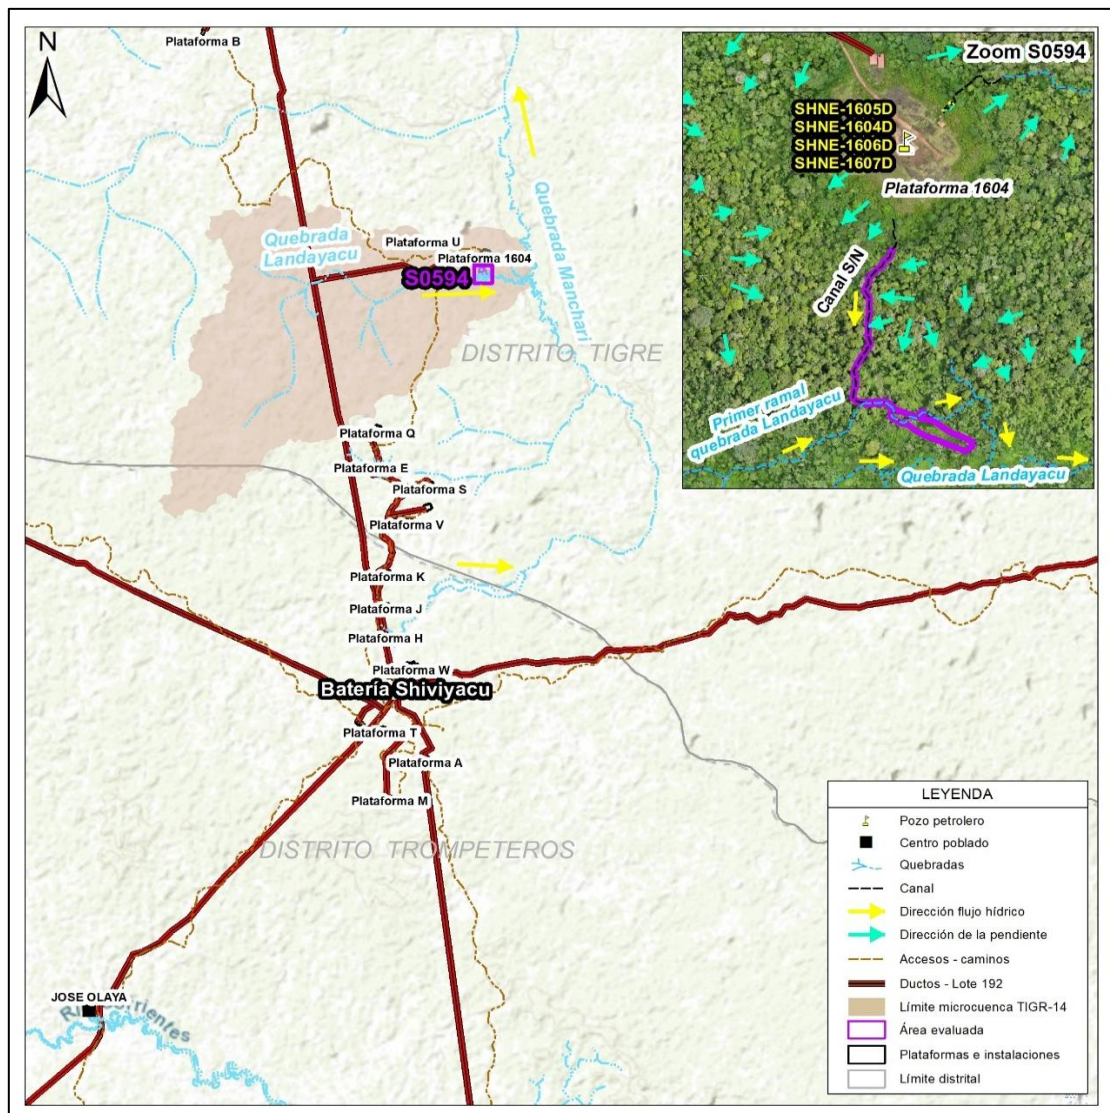 N
Plataforma B
Zoom S0594
SHNE-1605D
SHNE-1604D
SHNE-1606D
SHNE-1607D
Plataforma 1604
Canal S/N
Primer ramal
quebrada Landayacu
Quebrada Landayacu
Quebrada
Landayacu
Plataforma U
Plataforma 1604
S0594
Quebrada Manchari
DISTRITO TIGRE
Plataforma Q
Plataforma E
Plataforma S
Plataforma V
Plataforma K
Plataforma J
Plataforma H
Plataforma W
Batería Shiviyacu
Plataforma T
Plataforma A
Plataforma M
DISTRITO TROMPETEROS
JOSE OLAYA
LEYENDA
Pozo petrolero
Centro poblado
Quebradas
Canal
Dirección flujo hídrico
Dirección de la pendiente
Accesos - caminos
Ductos - Lote 192
Límite microcuenca TIGR-14
Área evaluada
Plataformas e instalaciones
Límite distrital